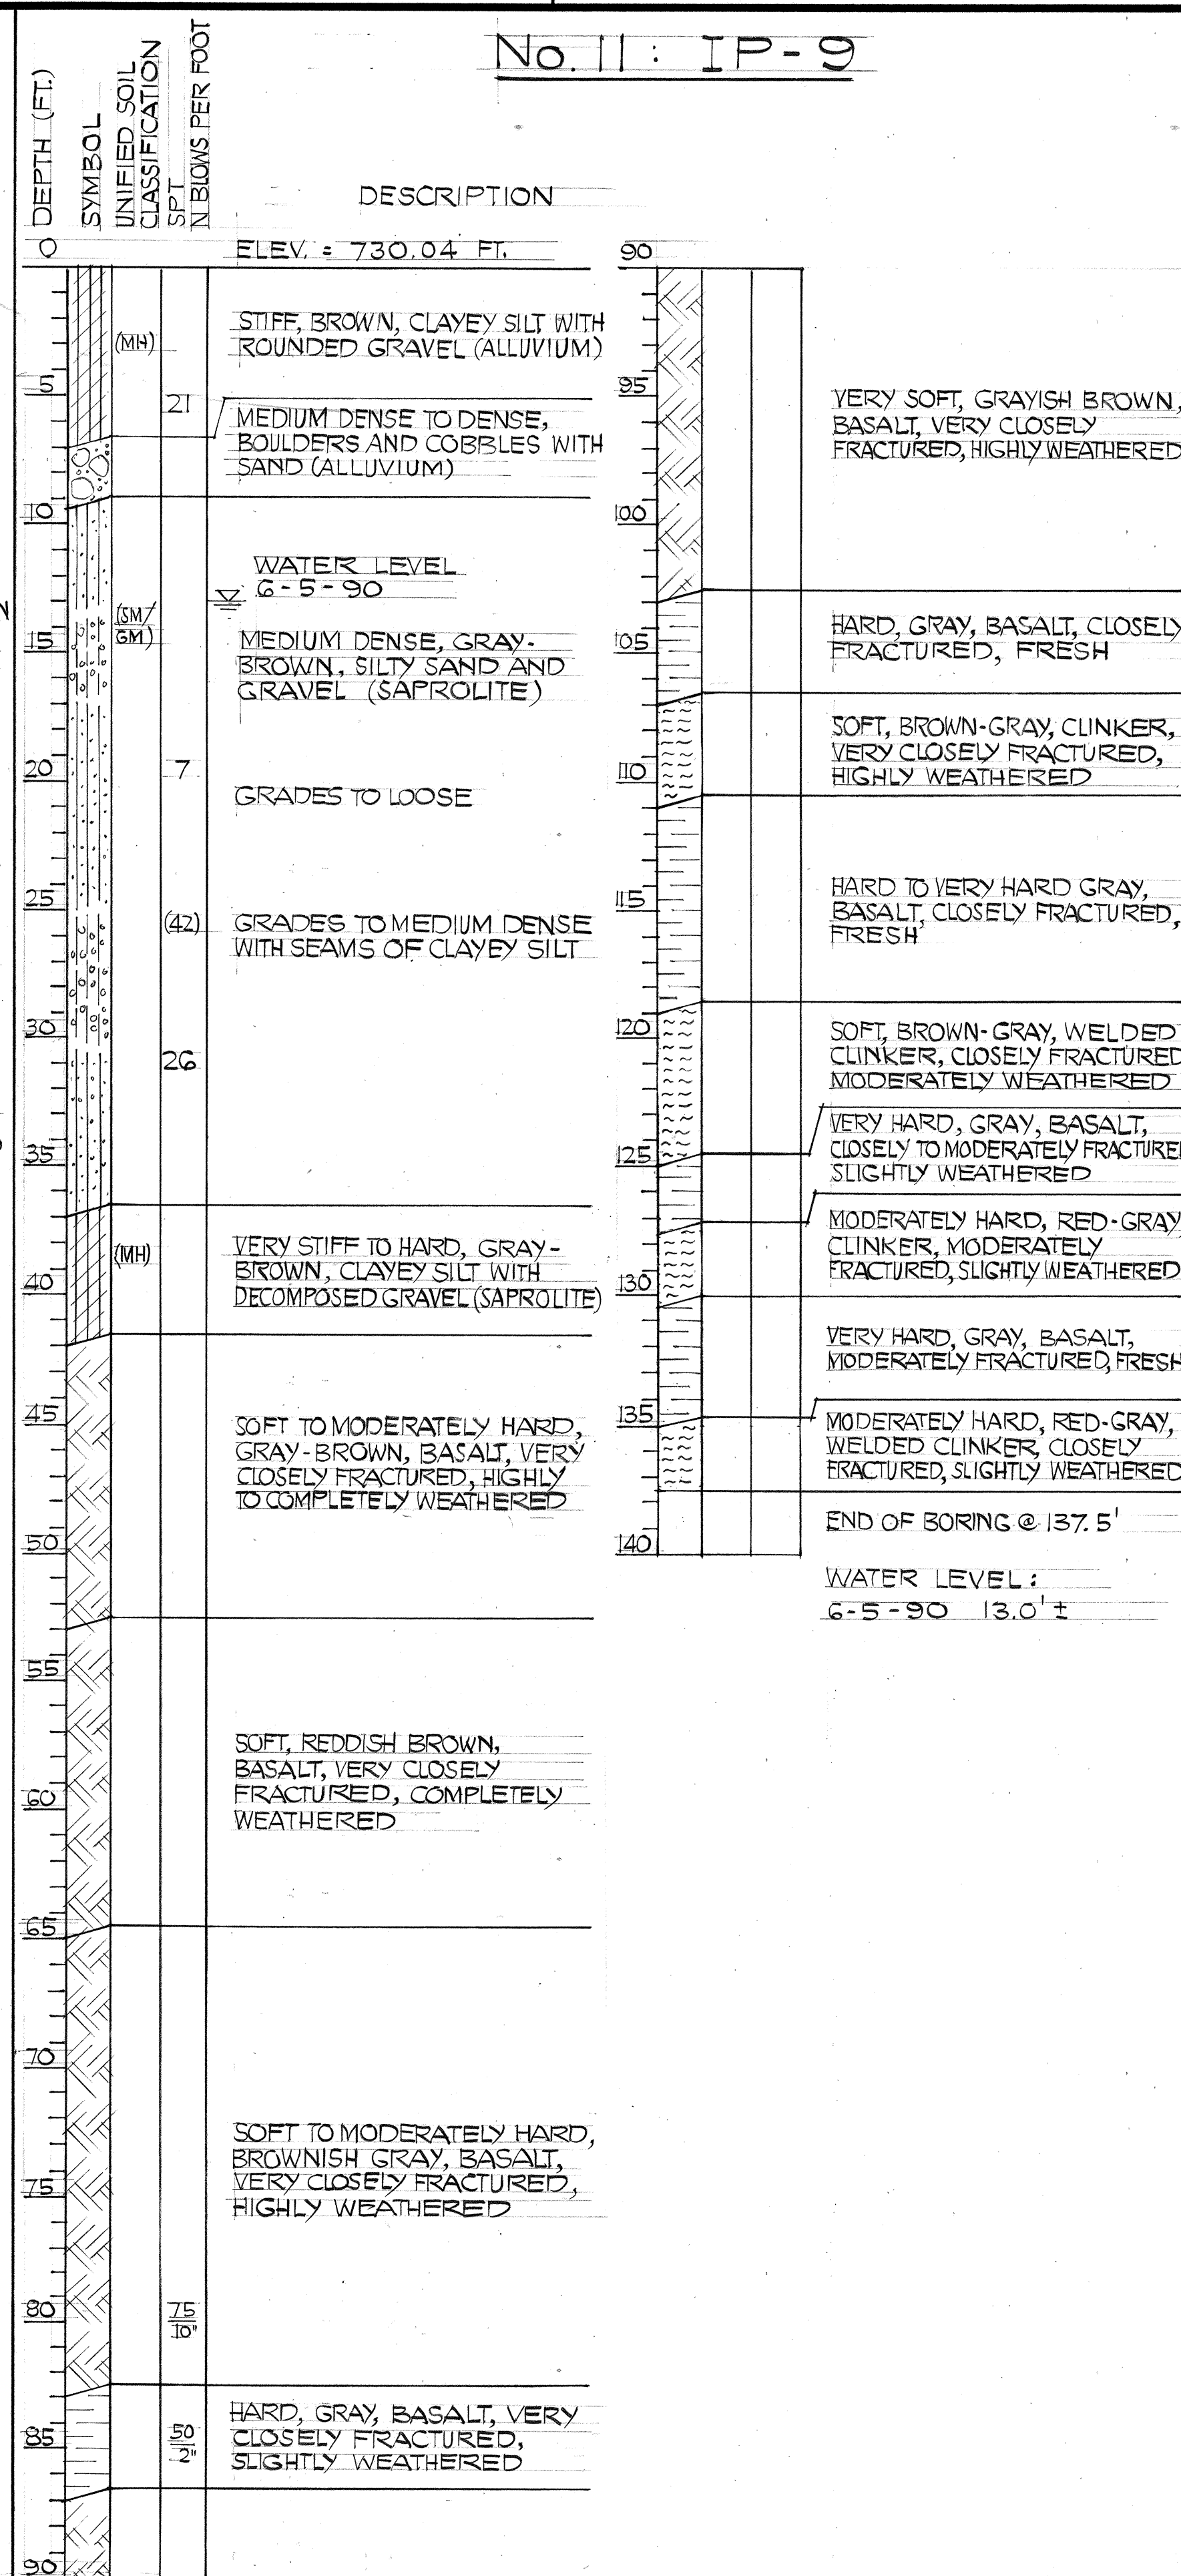 No. 11 : IP-9
DEPTH (FT.)
SYMBOL
UNIFIED SOIL
CLASSIFICATION
SPT
N BLOWS PER FOOT
DESCRIPTION
0
ELEV. = 730.04 FT.
STIFF, BROWN, CLAYEY SILT WITH
ROUNDED GRAVEL (ALLUVIUM)
(MH)
5
21
MEDIUM DENSE TO DENSE,
BOULDERS AND COBBLES WITH
SAND (ALLUVIUM)
10
WATER LEVEL
6-5-90
(SM/
GM)
15
MEDIUM DENSE, GRAY-
BROWN, SILTY SAND AND
GRAVEL (SAPROLITE)
20
7
GRADES TO LOOSE
25
(42)
GRADES TO MEDIUM DENSE
WITH SEAMS OF CLAYEY SILT
30
26
35
(MH)
VERY STIFF TO HARD, GRAY-
BROWN, CLAYEY SILT WITH
DECOMPOSED GRAVEL (SAPROLITE)
40
45
SOFT TO MODERATELY HARD,
GRAY-BROWN, BASALT, VERY
CLOSELY FRACTURED, HIGHLY
TO COMPLETELY WEATHERED
50
55
SOFT, REDDISH BROWN,
BASALT, VERY CLOSELY
FRACTURED, COMPLETELY
WEATHERED
60
65
70
SOFT TO MODERATELY HARD,
BROWNISH GRAY, BASALT,
VERY CLOSELY FRACTURED,
HIGHLY WEATHERED
75
80
75
10"
HARD, GRAY, BASALT, VERY
CLOSELY FRACTURED,
SLIGHTLY WEATHERED
85
50
2"
90
90
95
VERY SOFT, GRAYISH BROWN,
BASALT, VERY CLOSELY
FRACTURED, HIGHLY WEATHERED
100
105
HARD, GRAY, BASALT, CLOSELY
FRACTURED, FRESH
SOFT, BROWN-GRAY, CLINKER,
VERY CLOSELY FRACTURED,
HIGHLY WEATHERED
110
115
HARD TO VERY HARD GRAY,
BASALT, CLOSELY FRACTURED,
FRESH
120
SOFT, BROWN-GRAY, WELDED
CLINKER, CLOSELY FRACTURED
MODERATELY WEATHERED
125
VERY HARD, GRAY, BASALT,
CLOSELY TO MODERATELY FRACTURE
SLIGHTLY WEATHERED
MODERATELY HARD, RED-GRAY
CLINKER, MODERATELY
FRACTURED, SLIGHTLY WEATHERED
130
VERY HARD, GRAY, BASALT,
MODERATELY FRACTURED, FRESH
135
MODERATELY HARD, RED-GRAY,
WELDED CLINKER, CLOSELY
FRACTURED, SLIGHTLY WEATHERED
END OF BORING @ 137.5'
140
WATER LEVEL:
6-5-90 13.0'±